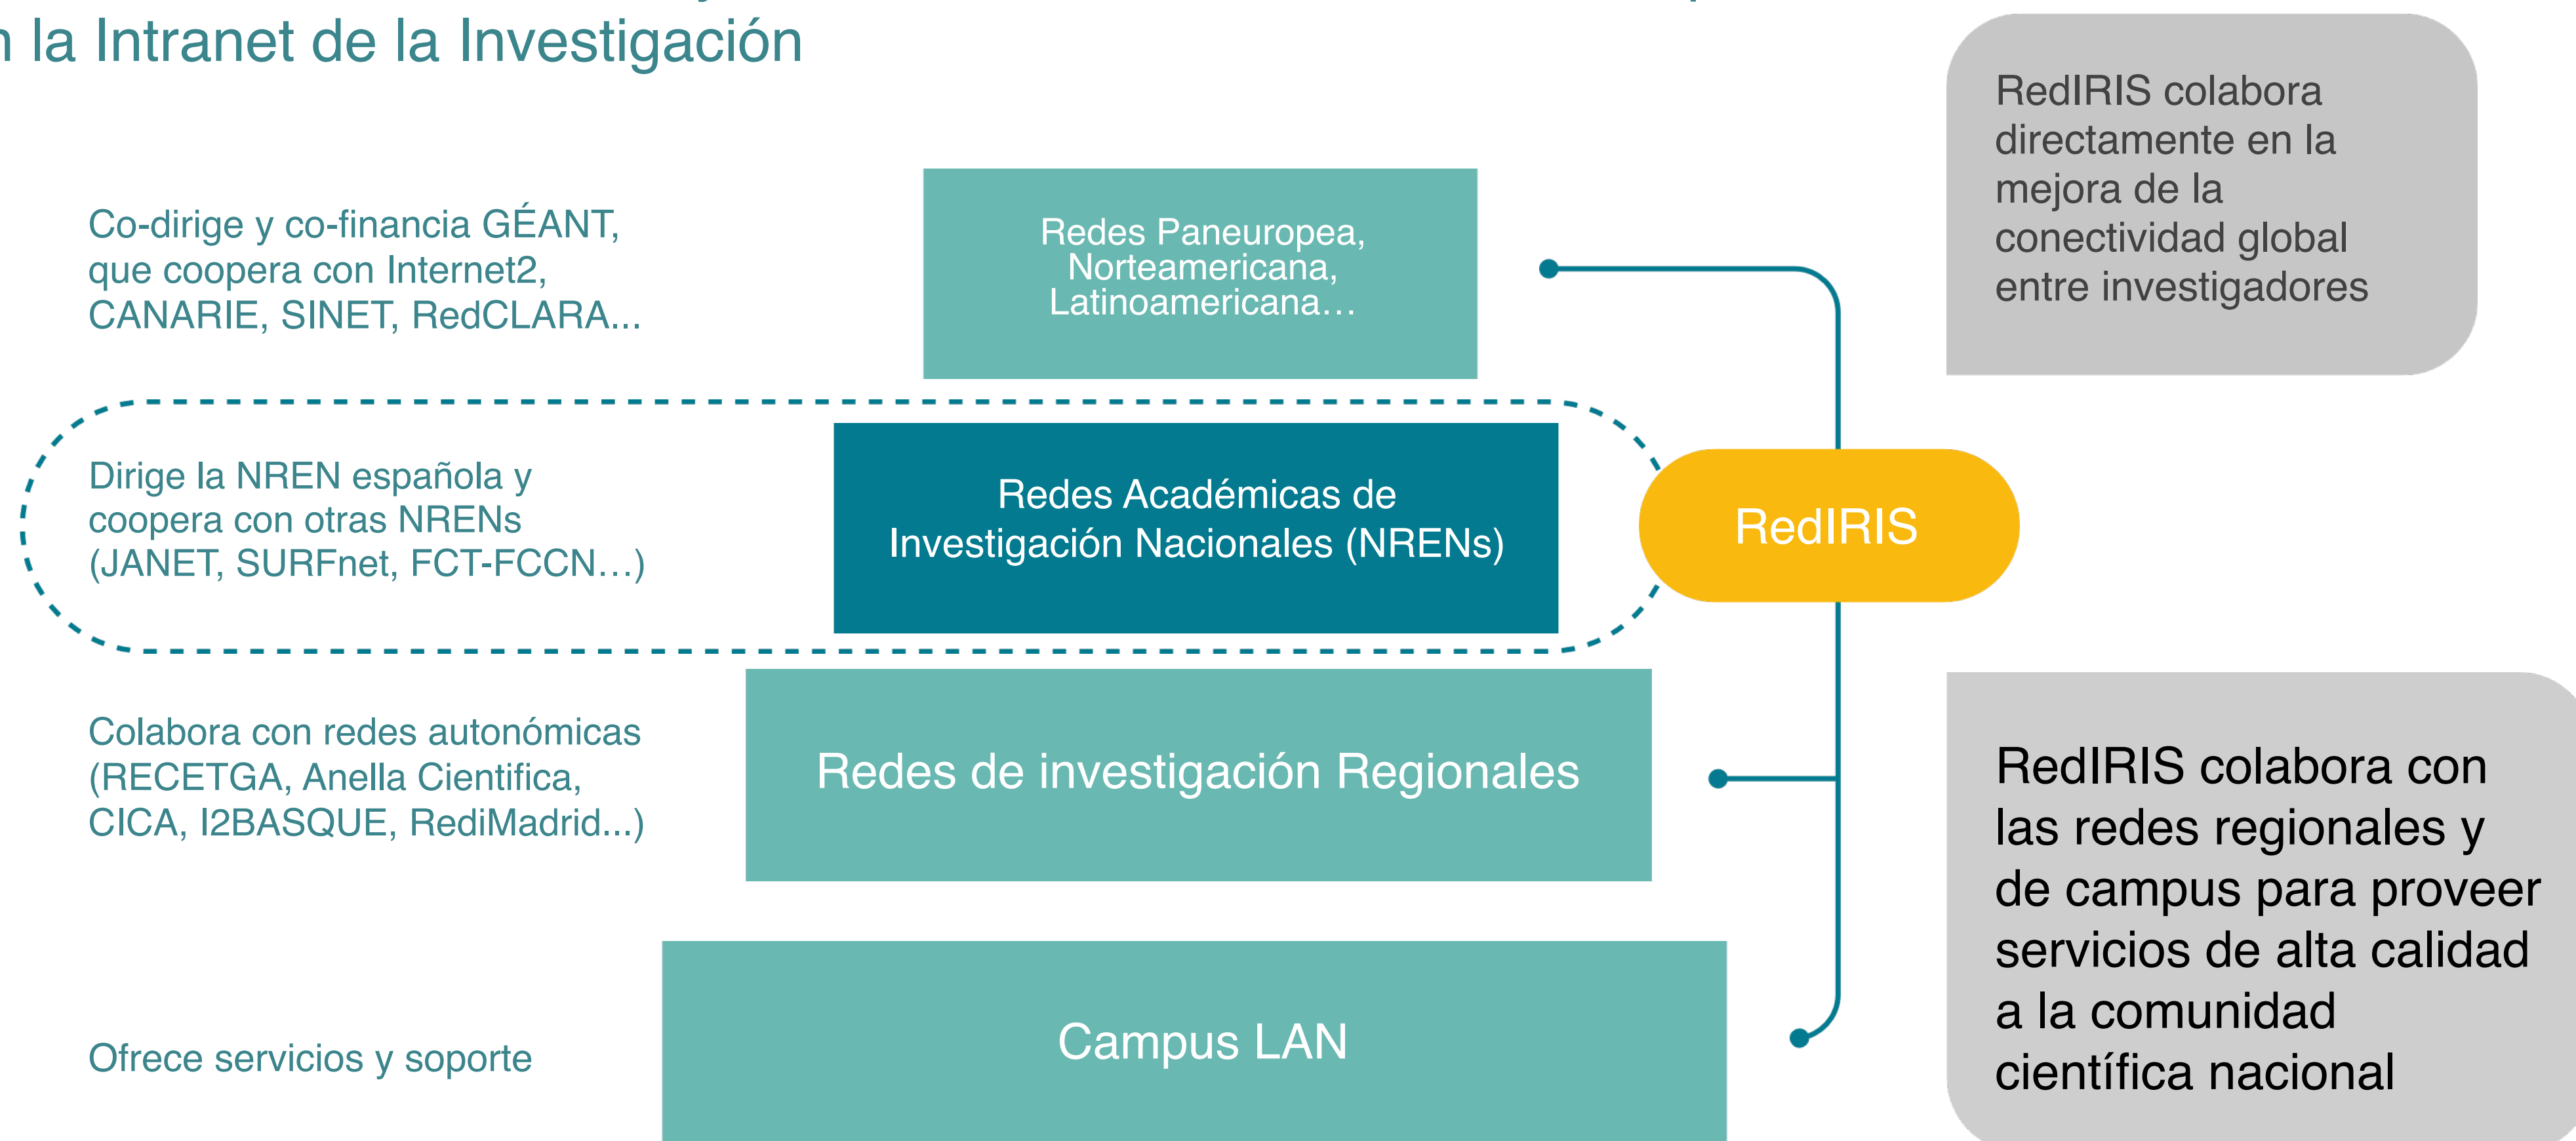 la Intranet de la Investigación
RedIRIS colabora
directamente en la
mejora de la
conectividad global
entre investigadores
Co-dirige y co-financia GÉANT,
que coopera con Internet2,
CANARIE, SINET, RedCLARA...
Redes Paneuropea,
Norteamericana,
Latinoamericana…
Dirige la NREN española y
coopera con otras NRENs
(JANET, SURFnet, FCT-FCCN…)
Redes Académicas de
Investigación Nacionales (NRENs)
RedIRIS
Colabora con redes autonómicas
(RECETGA, Anella Cientifica,
CICA, I2BASQUE, RediMadrid...)
Redes de investigación Regionales
RedIRIS colabora con
las redes regionales y
de campus para proveer
servicios de alta calidad
a la comunidad
científica nacional
Ofrece servicios y soporte
Campus LAN